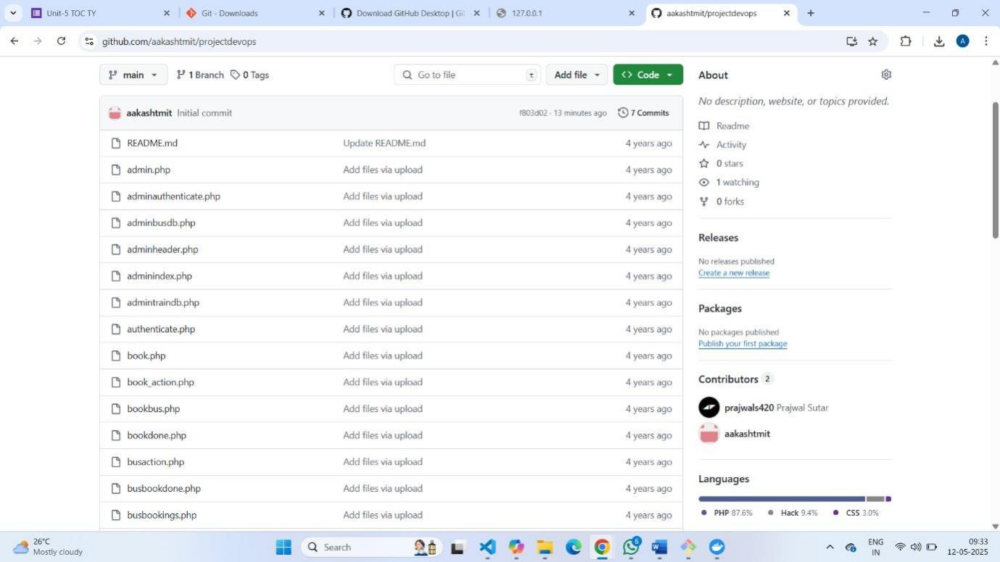 Unit-5 TOC TY
Git - Downloads
Download GitHub Desktop | Git
127.0.0.1
aakashtmit/projectdevops
github.com/aakashtmit/projectdevops
A
main
1 Branch
0 Tags
Go to file
t
Add file
Code
aakashtmit Initial commit f803d02 · 13 minutes ago 7 Commits
README.md Update README.md 4 years ago
admin.php Add files via upload 4 years ago
adminauthenticate.php Add files via upload 4 years ago
adminbusdb.php Add files via upload 4 years ago
adminheader.php Add files via upload 4 years ago
adminindex.php Add files via upload 4 years ago
admintraindb.php Add files via upload 4 years ago
authenticate.php Add files via upload 4 years ago
book.php Add files via upload 4 years ago
book_action.php Add files via upload 4 years ago
bookbus.php Add files via upload 4 years ago
bookdone.php Add files via upload 4 years ago
busaction.php Add files via upload 4 years ago
busbookdone.php Add files via upload 4 years ago
busbookings.php Add files via upload 4 years ago
About
No description, website, or topics provided.
Readme
Activity
0 stars
1 watching
0 forks
Releases
No releases published
Create a new release
Packages
No packages published
Publish your first package
Contributors 2
prajwals420 Prajwal Sutar
aakashtmit
Languages
PHP 87.6% Hack 9.4% CSS 3.0%
26°C
Mostly cloudy
Search
6
ENG
IN
09:33
12-05-2025